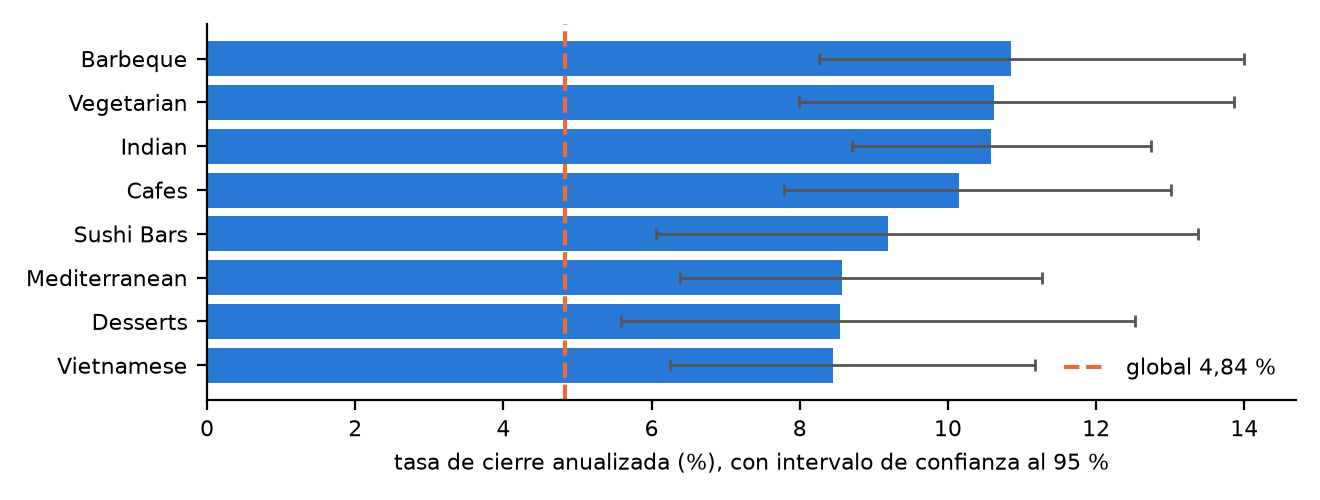 Barbeque
Vegetarian
Indian
Cafes
Sushi Bars
Mediterranean
Desserts
Vietnamese
global 4,84 %
0 2 4 6 8 10 12 14
tasa de cierre anualizada (%), con intervalo de confianza al 95 %